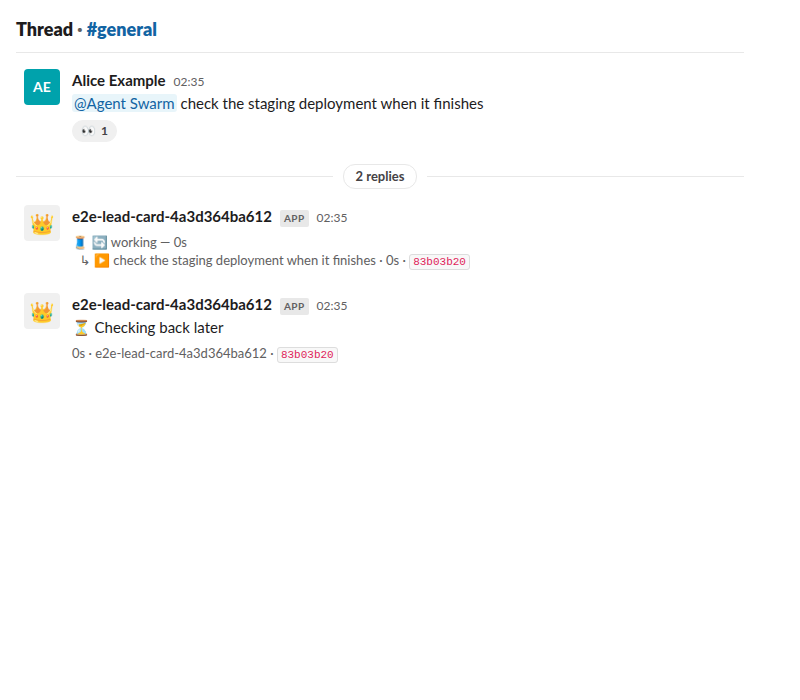 Thread • #general
AE
Alice Example 02:35
@Agent Swarm check the staging deployment when it finishes
👀 1
2 replies
e2e-lead-card-4a3d364ba612 APP 02:35
🧵 🔄 working — 0s
↳ ▶️ check the staging deployment when it finishes · 0s · 83b03b20
e2e-lead-card-4a3d364ba612 APP 02:35
⏳ Checking back later
0s · e2e-lead-card-4a3d364ba612 · 83b03b20